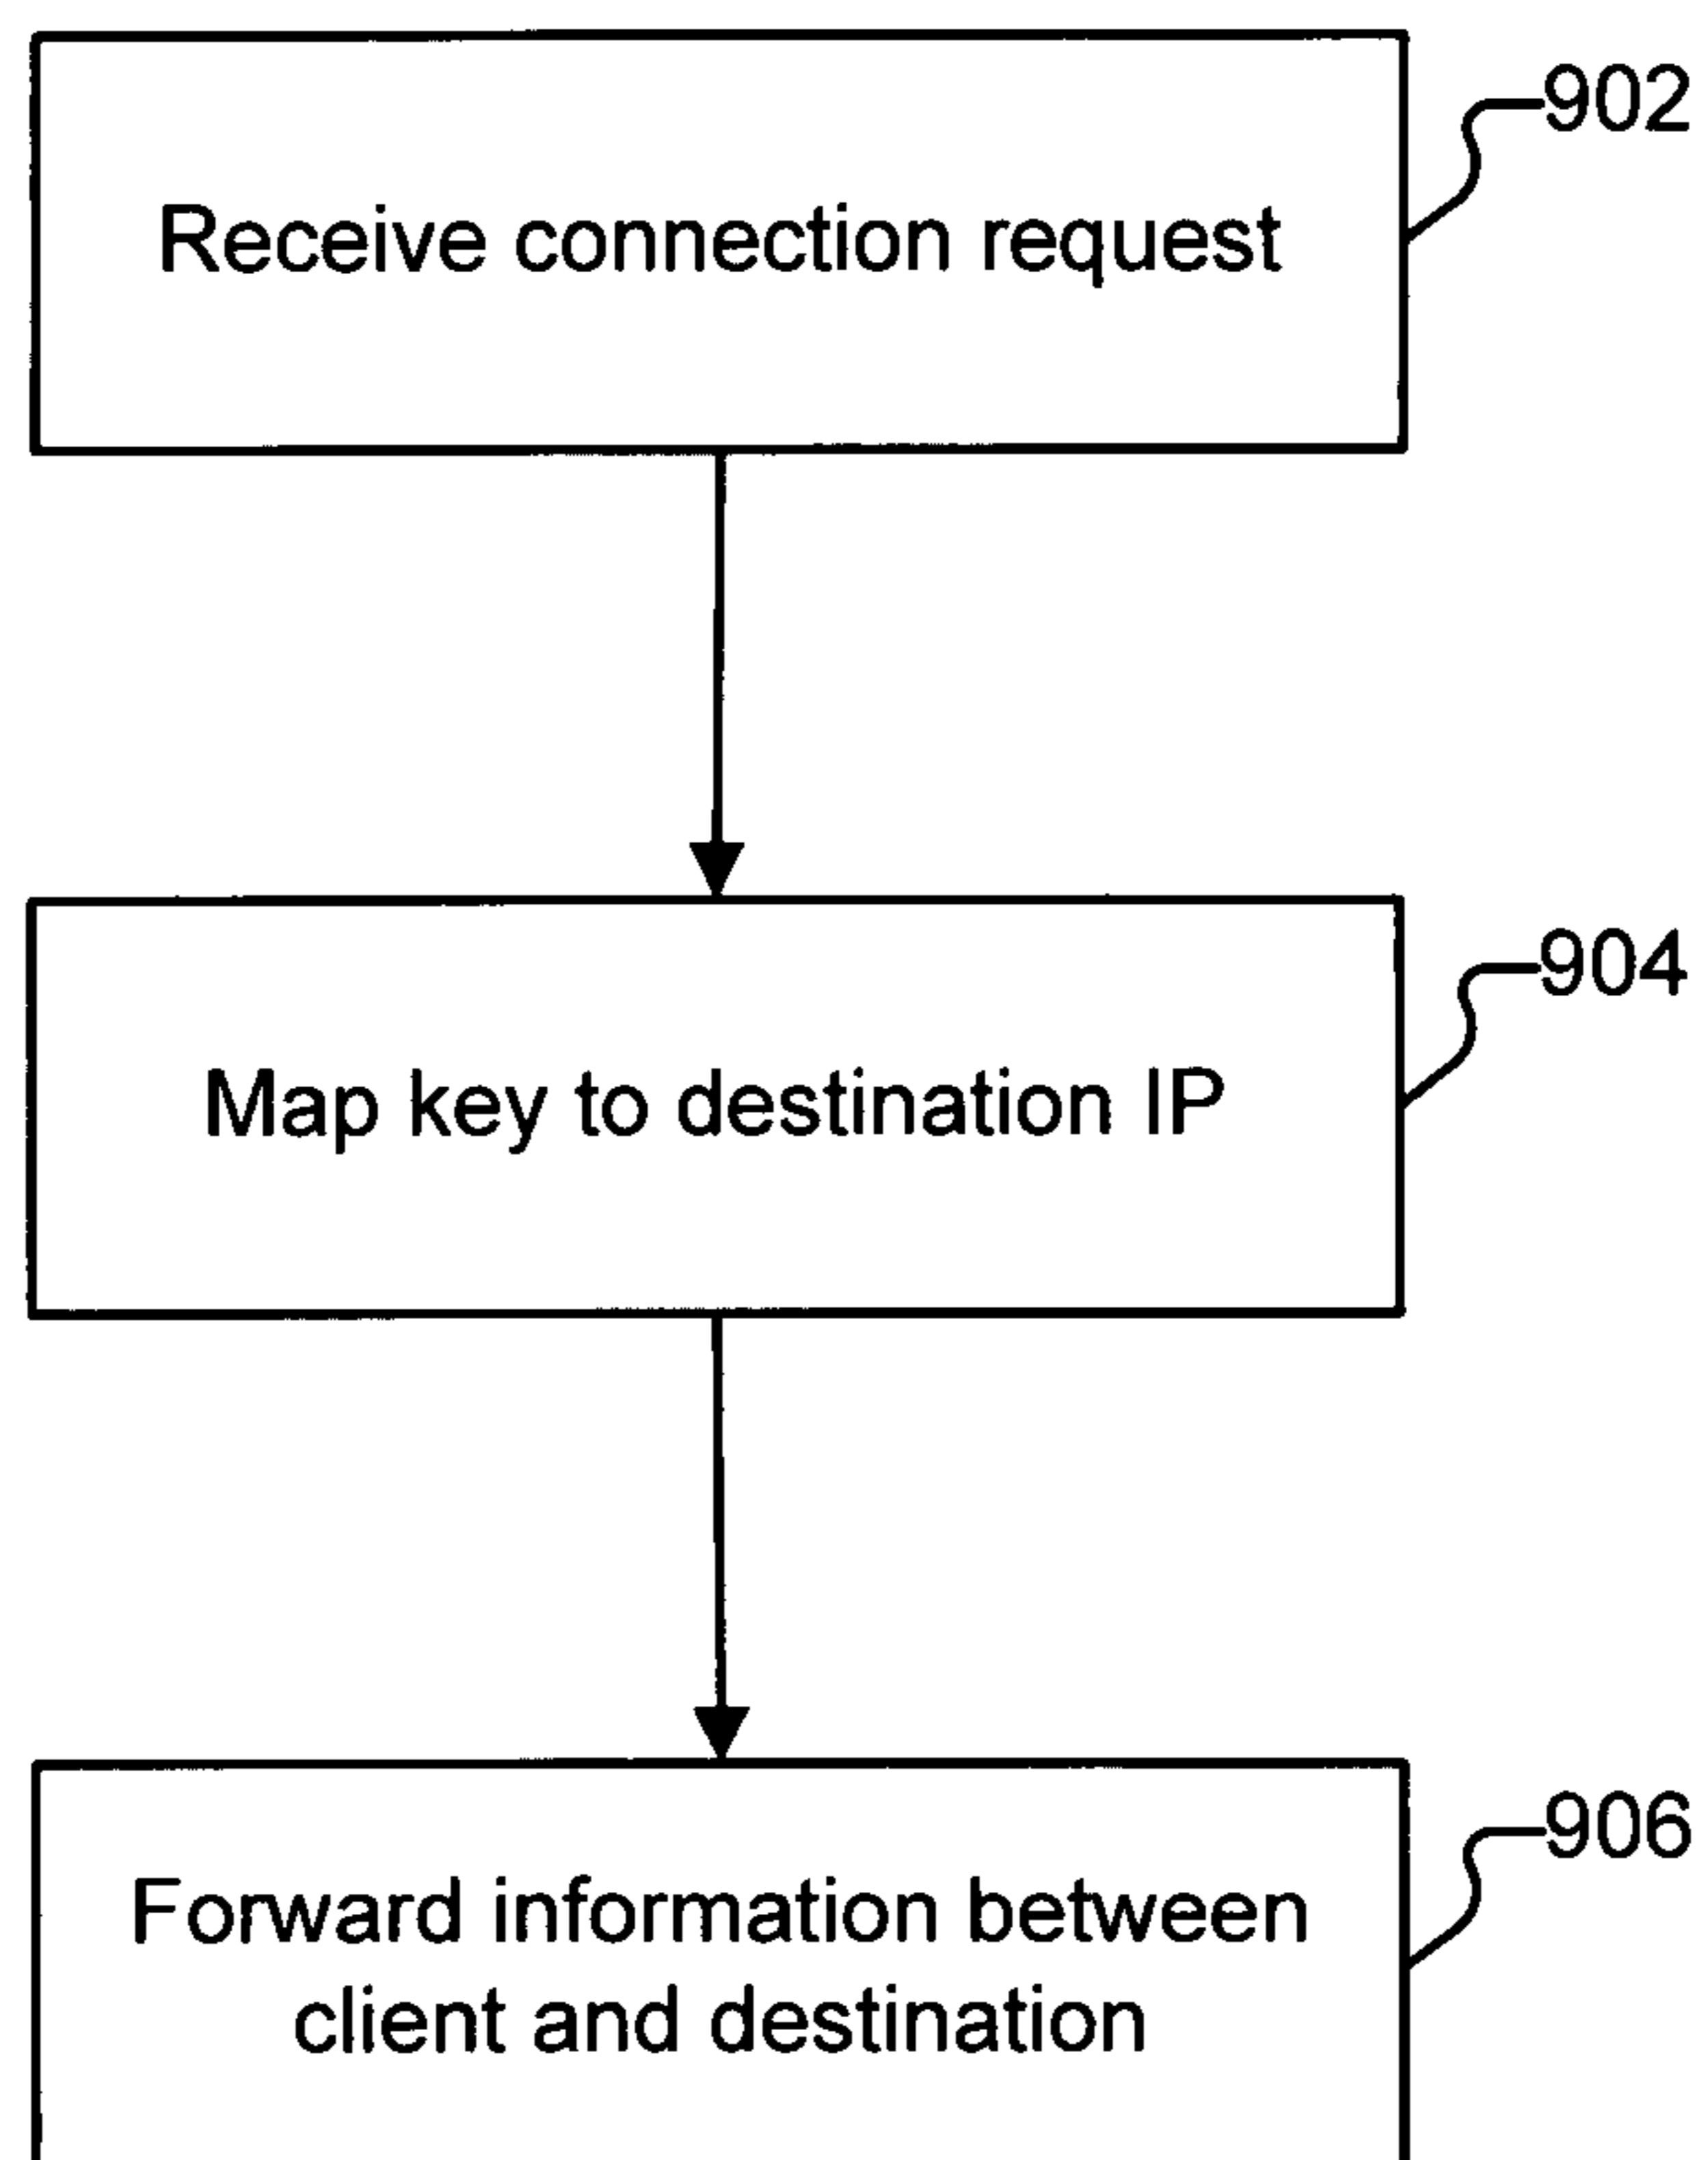 902
Receive connection request
904
Map key to destination IP
906
Forward information between
client and destination